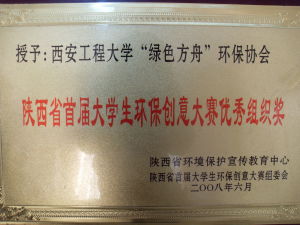 授予：西安工程大学“绿色方舟”环保协会
陕西省首届大学生环保创意大赛优秀组织奖
陕西省环境保护宣传教育中心
陕西省首届大学生环保创意大赛组委会
二〇〇八年六月